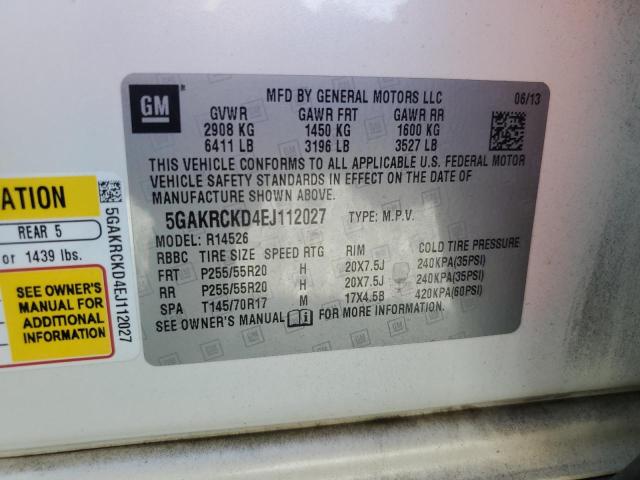 GM
MFD BY GENERAL MOTORS LLC 06/13
GVWR GAWR FRT GAWR RR
2908 KG 1450 KG 1600 KG
6411 LB 3196 LB 3527 LB
THIS VEHICLE CONFORMS TO ALL APPLICABLE U.S. FEDERAL MOTOR
VEHICLE SAFETY STANDARDS IN EFFECT ON THE DATE OF
MANUFACTURE SHOWN ABOVE.
5GAKRCKD4EJ112027 TYPE: M.P.V.
MODEL: R14526
RBBC TIRE SIZE SPEED RTG RIM COLD TIRE PRESSURE
FRT P255/55R20 H 20X7.5J 240KPA(35PSI)
RR P255/55R20 H 20X7.5J 240KPA(35PSI)
SPA T145/70R17 M 17X4.5B 420KPA(60PSI)
SEE OWNER'S MANUAL FOR MORE INFORMATION.
ATION
REAR 5
or 1439 lbs.
SEE OWNER'S
MANUAL FOR
ADDITIONAL
INFORMATION
5GAKRCKD4EJ112027